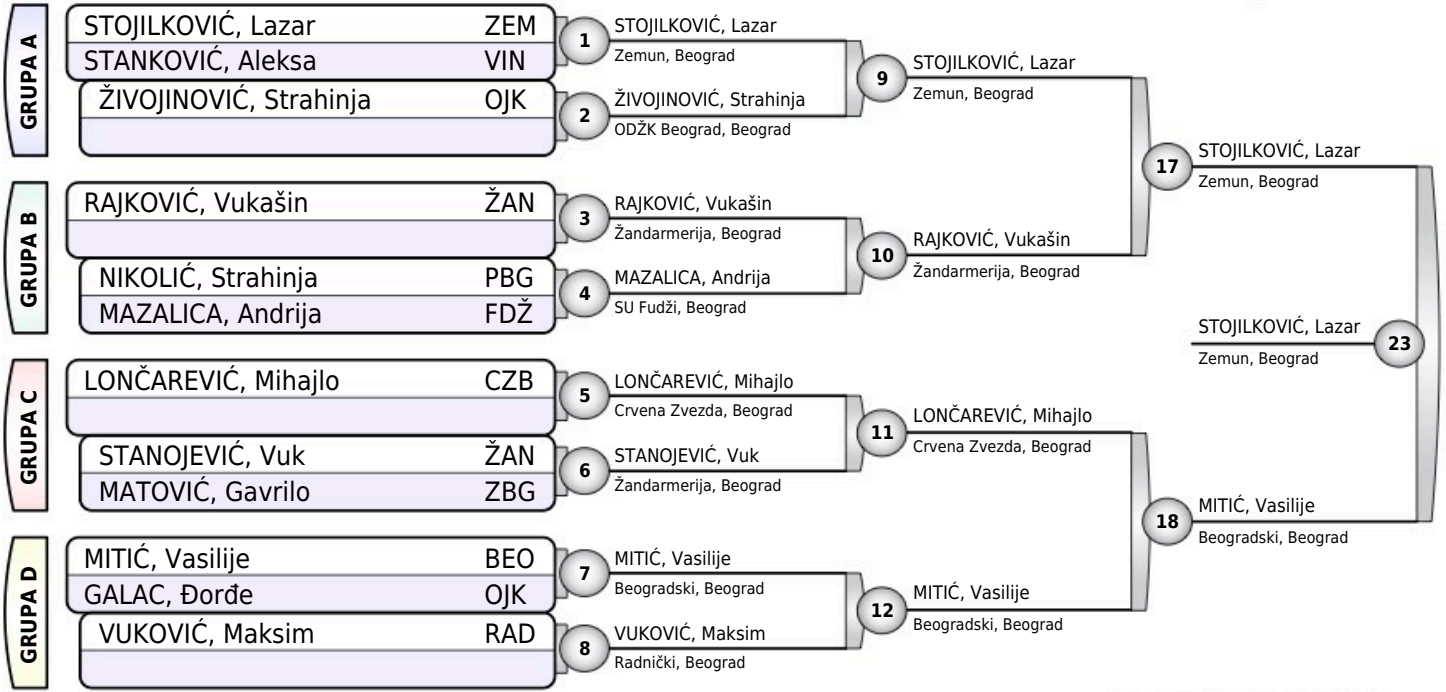 GRUPA A
STOJILKOVIĆ, Lazar ZEM
STANKOVIĆ, Aleksa VIN
ŽIVOJINOVIĆ, Strahinja OJK
GRUPA B
RAJKOVIĆ, Vukašin ŽAN
NIKOLIĆ, Strahinja PBG
MAZALICA, Andrija FDŽ
GRUPA C
LONČAREVIĆ, Mihajlo CZB
STANOJEVIĆ, Vuk ŽAN
MATOVIĆ, Gavrilo ZBG
GRUPA D
MITIĆ, Vasilije BEO
GALAC, Đorđe OJK
VUKOVIĆ, Maksim RAD
1
STOJILKOVIĆ, Lazar
Zemun, Beograd
2
ŽIVOJINOVIĆ, Strahinja
ODŽK Beograd, Beograd
3
RAJKOVIĆ, Vukašin
Žandarmerija, Beograd
4
MAZALICA, Andrija
SU Fudži, Beograd
5
LONČAREVIĆ, Mihajlo
Crvena Zvezda, Beograd
6
STANOJEVIĆ, Vuk
Žandarmerija, Beograd
7
MITIĆ, Vasilije
Beogradski, Beograd
8
VUKOVIĆ, Maksim
Radnički, Beograd
9
STOJILKOVIĆ, Lazar
Zemun, Beograd
10
RAJKOVIĆ, Vukašin
Žandarmerija, Beograd
11
LONČAREVIĆ, Mihajlo
Crvena Zvezda, Beograd
12
MITIĆ, Vasilije
Beogradski, Beograd
17
STOJILKOVIĆ, Lazar
Zemun, Beograd
18
MITIĆ, Vasilije
Beogradski, Beograd
STOJILKOVIĆ, Lazar
Zemun, Beograd
23